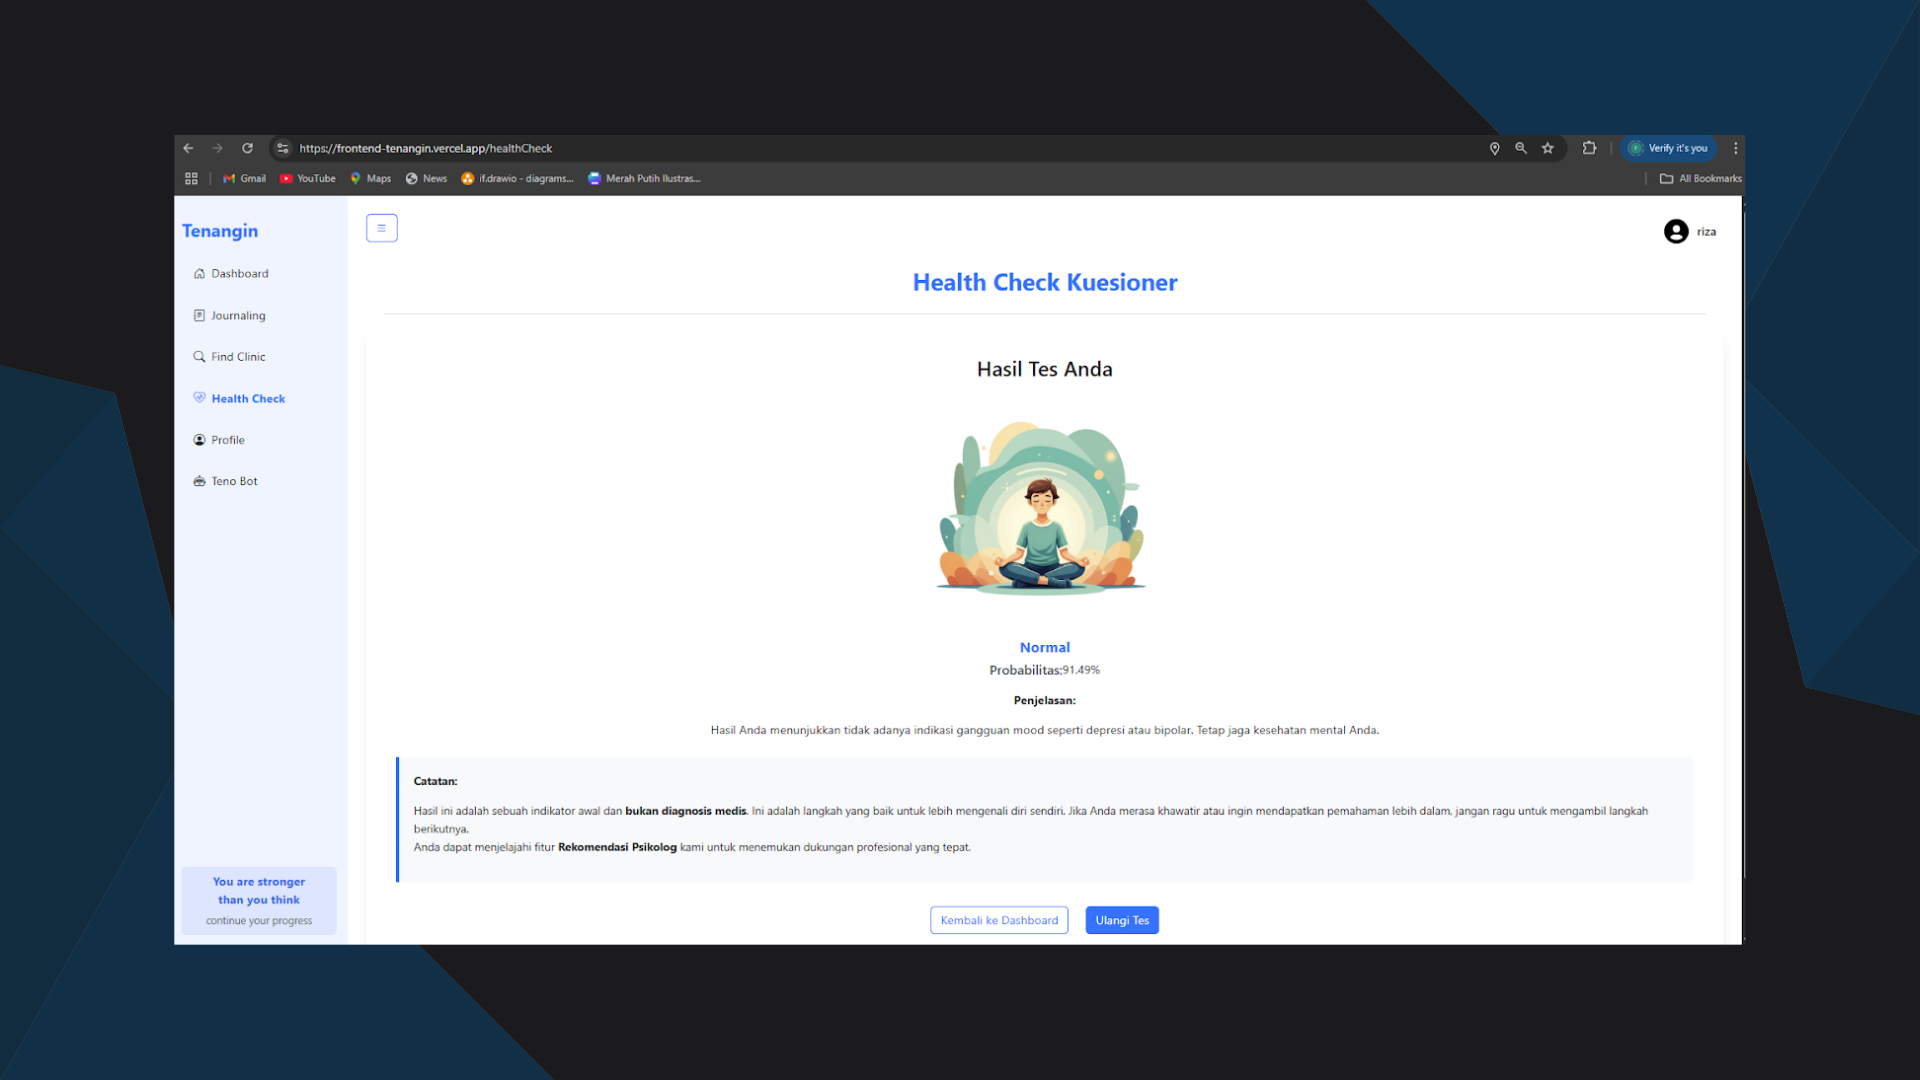 https://frontend-tenangin.vercel.app/healthCheck
Verify it's you
Gmail
YouTube
Maps
News
if.drawio - diagrams...
Merah Putih Ilustras...
All Bookmarks
Tenangin
riza
Dashboard
Journaling
Find Clinic
Health Check
Profile
Teno Bot
You are stronger
than you think
continue your progress
Health Check Kuesioner
Hasil Tes Anda
Normal
Probabilitas:91.49%
Penjelasan:
Hasil Anda menunjukkan tidak adanya indikasi gangguan mood seperti depresi atau bipolar. Tetap jaga kesehatan mental Anda.
Catatan:
Hasil ini adalah sebuah indikator awal dan bukan diagnosis medis. Ini adalah langkah yang baik untuk lebih mengenali diri sendiri. Jika Anda merasa khawatir atau ingin mendapatkan pemahaman lebih dalam, jangan ragu untuk mengambil langkah
berikutnya.
Anda dapat menjelajahi fitur Rekomendasi Psikolog kami untuk menemukan dukungan profesional yang tepat.
Kembali ke Dashboard
Ulangi Tes